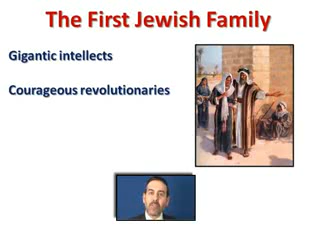 The First Jewish Family
Gigantic intellects
Courageous revolutionaries